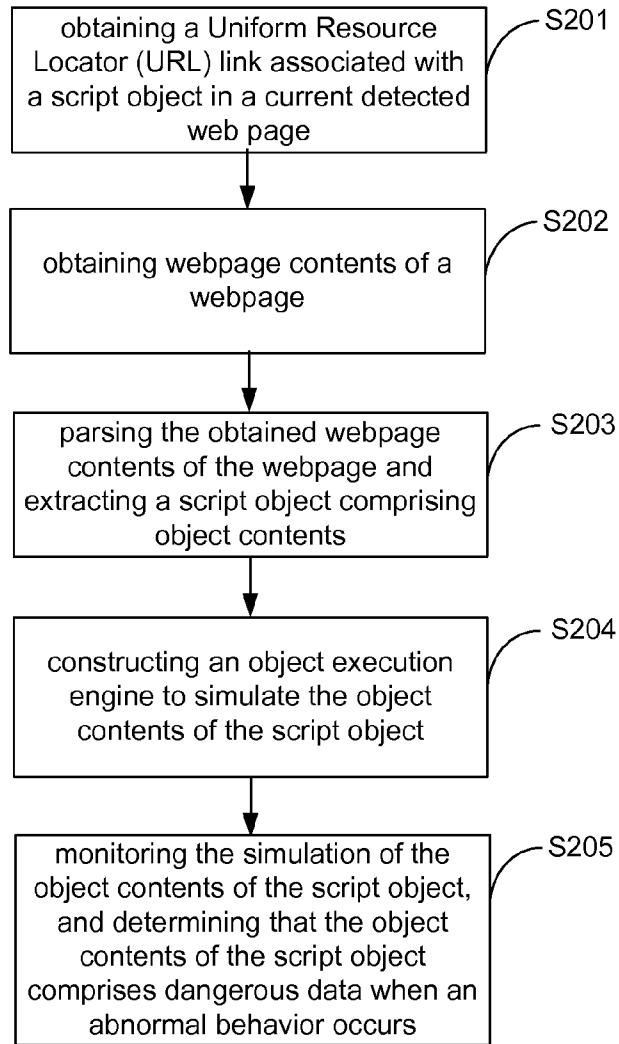 obtaining a Uniform Resource
Locator (URL) link associated with
a script object in a current detected
web page
S201
obtaining webpage contents of a
webpage
S202
parsing the obtained webpage
contents of the webpage and
extracting a script object comprising
object contents
S203
constructing an object execution
engine to simulate the object
contents of the script object
S204
monitoring the simulation of the
object contents of the script object,
and determining that the object
contents of the script object
comprises dangerous data when an
abnormal behavior occurs
S205